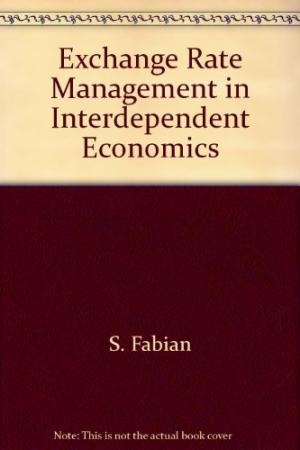 Exchange Rate
Management in
Interdependent
Economics
S. Fabian
Note: This is not the actual book cover